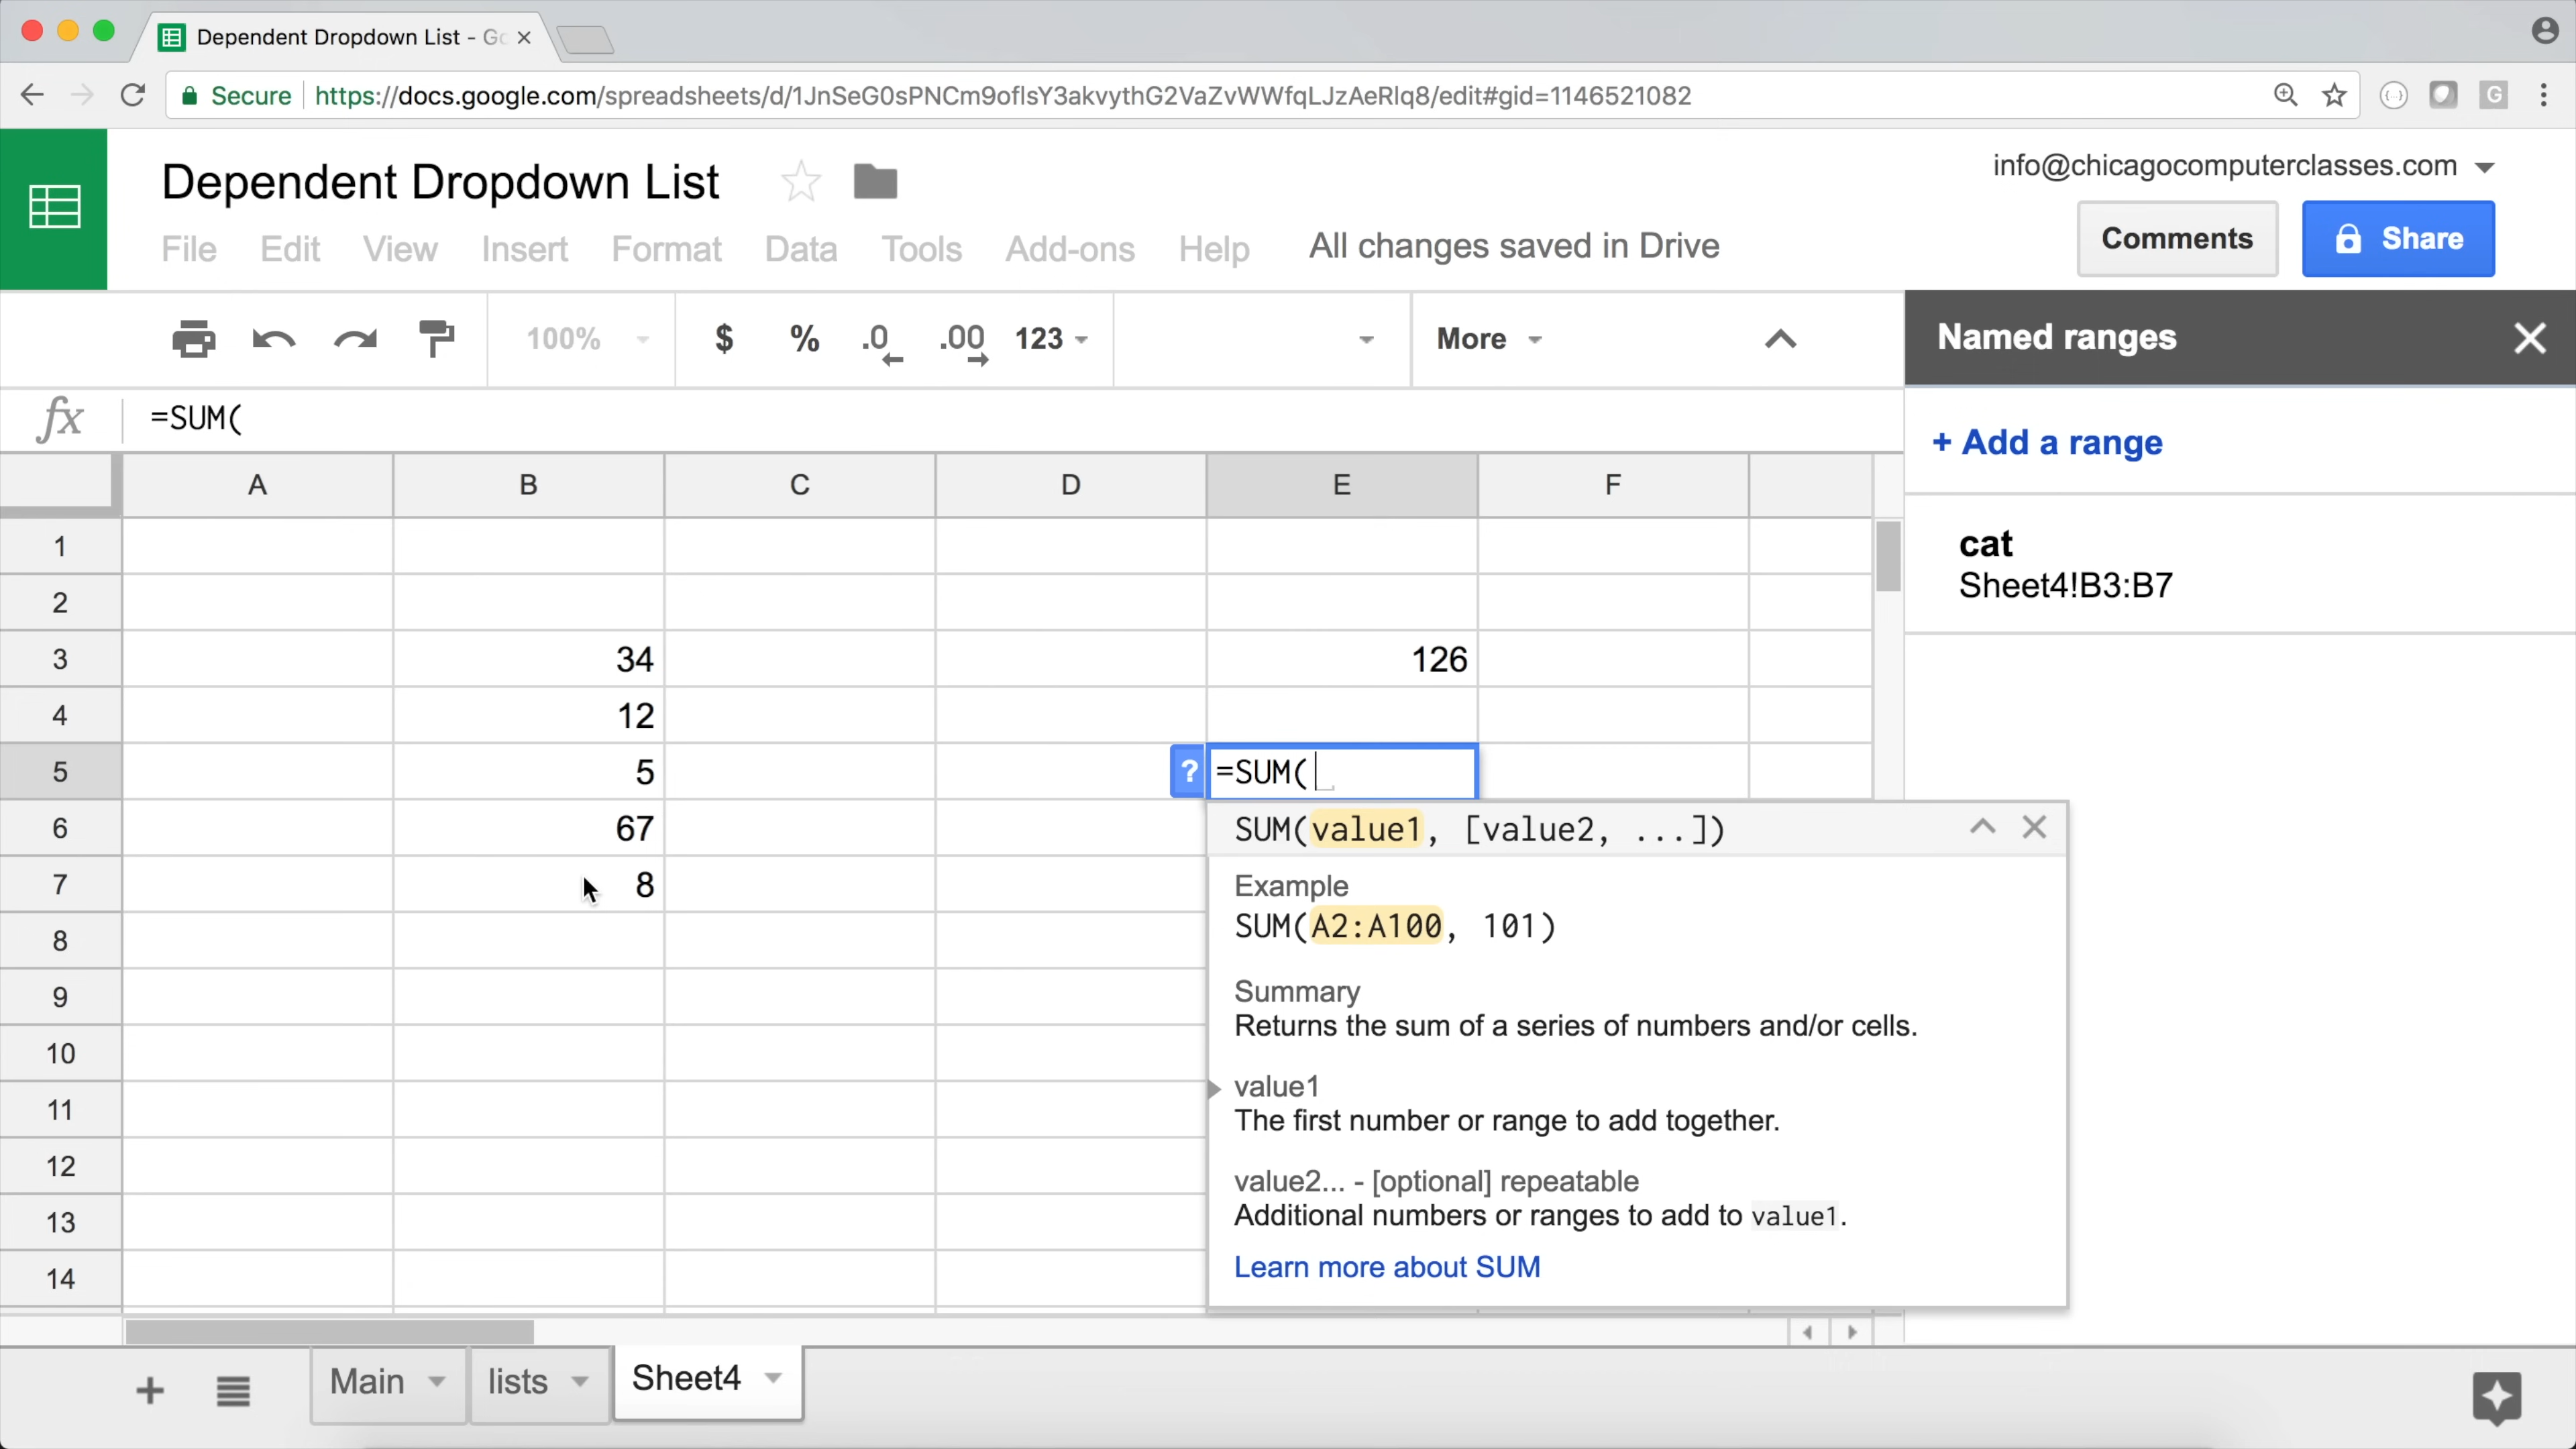 Dependent Dropdown List - Go
Secure https://docs.google.com/spreadsheets/d/1JnSeG0sPNCm9oflsY3akvythG2VaZvWWfqLJzAeRlq8/edit#gid=1146521082
Dependent Dropdown List
info@chicagocomputerclasses.com
File Edit View Insert Format Data Tools Add-ons Help All changes saved in Drive
Comments Share
100% $ % .0 .00 123 More
Named ranges
fx =SUM(
+ Add a range
A B C D E F
cat
Sheet4!B3:B7
1
2
3 34 126
4 12
5 5 ? =SUM(
6 67
7 8
8
9
10
11
12
13
14
SUM(value1, [value2, ...])
Example
SUM(A2:A100, 101)
Summary
Returns the sum of a series of numbers and/or cells.
value1
The first number or range to add together.
value2... - [optional] repeatable
Additional numbers or ranges to add to value1.
Learn more about SUM
+ Main lists Sheet4